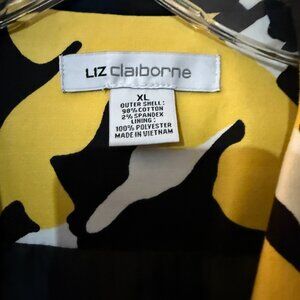 LIZ claiborne
XL
OUTER SHELL:
98% COTTON
2% SPANDEX
LINING:
100% POLYESTER
MADE IN VIETNAM